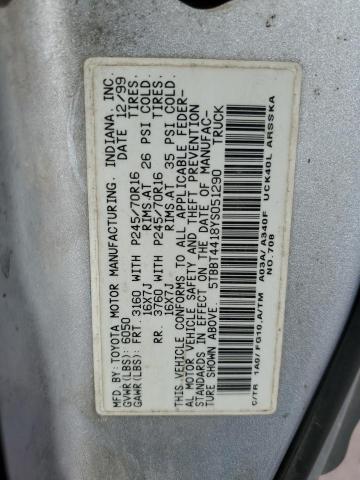 MFD. BY: TOYOTA MOTOR MANUFACTURING, INDIANA, INC.
GVWR(LBS): 6050 DATE 12/99
GAWR(LBS): FRT. 3160 WITH P245/70R16 TIRES.
16X7J RIMS.AT 26 PSI COLD.
RR. 3760 WITH P245/70R16 TIRES.
16X7J RIMS.AT 35 PSI COLD.
THIS VEHICLE CONFORMS TO ALL APPLICABLE FEDER-
AL MOTOR VEHICLE SAFETY AND THEFT PREVENTION
STANDARDS IN EFFECT ON THE DATE OF MANUFAC-
TURE SHOWN ABOVE.
5TBBT4418YS051290 TRUCK
C/TR 1A0/FG10.A/TM A03A/A340F UCK40L ARSSKA
NO.708